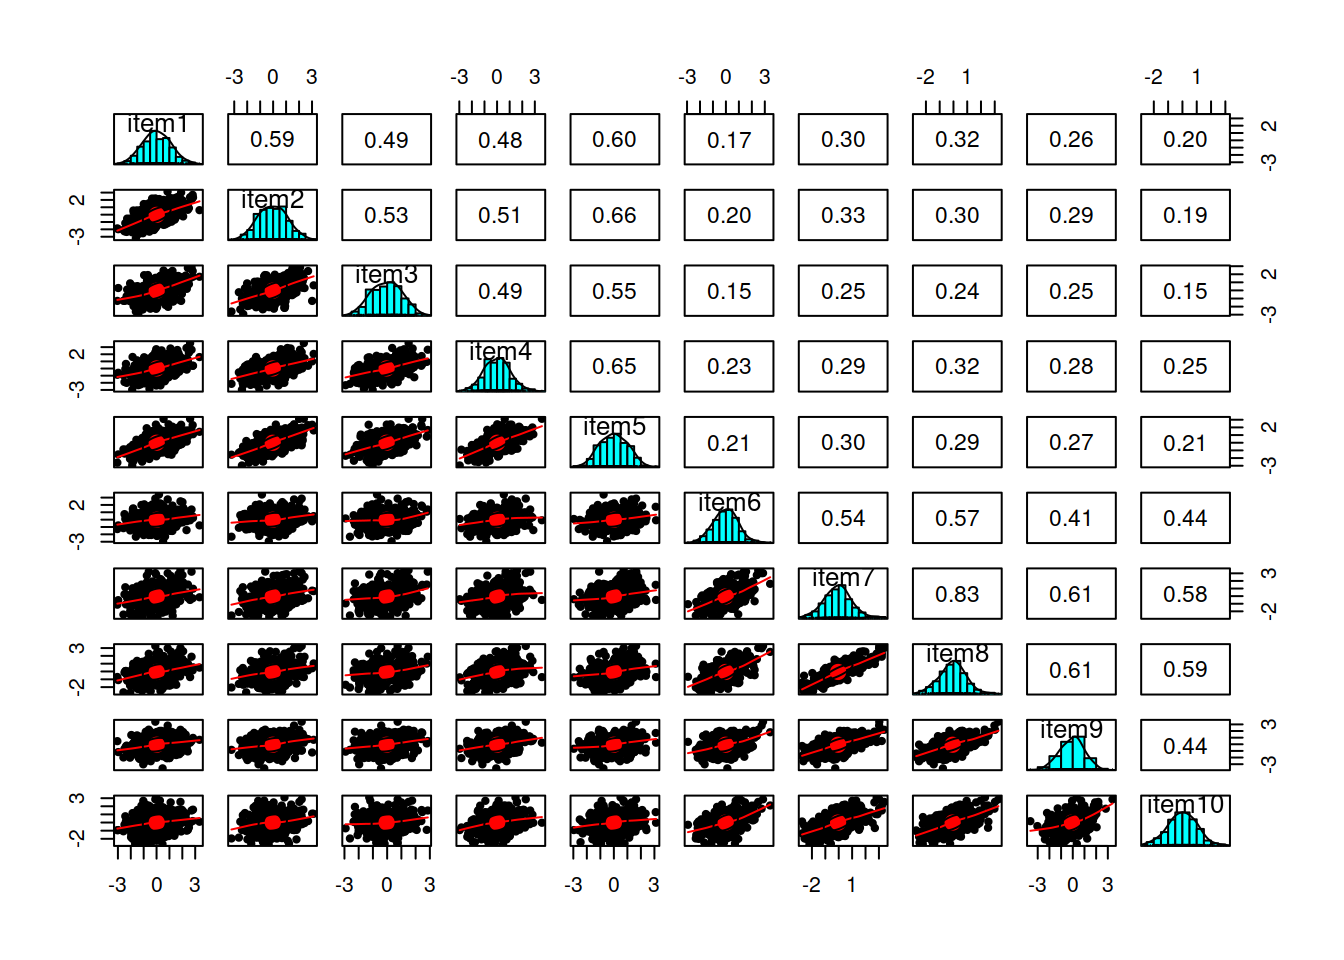 -3 0 3 -3 0 3 -3 0 3 -2 1 -2 1
item1 0.59 0.49 0.48 0.60 0.17 0.30 0.32 0.26 0.20 -3 2
-3 2 item2 0.53 0.51 0.66 0.20 0.33 0.30 0.29 0.19
item3 0.49 0.55 0.15 0.25 0.24 0.25 0.15 -3 2
-3 2 item4 0.65 0.23 0.29 0.32 0.28 0.25
item5 0.21 0.30 0.29 0.27 0.21 -3 2
-3 2 item6 0.54 0.57 0.41 0.44
item7 0.83 0.61 0.58 -2 3
-2 3 item8 0.61 0.59
item9 0.44 -3 3
-2 3 item10
-3 0 3 -3 0 3 -3 0 3 -2 1 -3 0 3